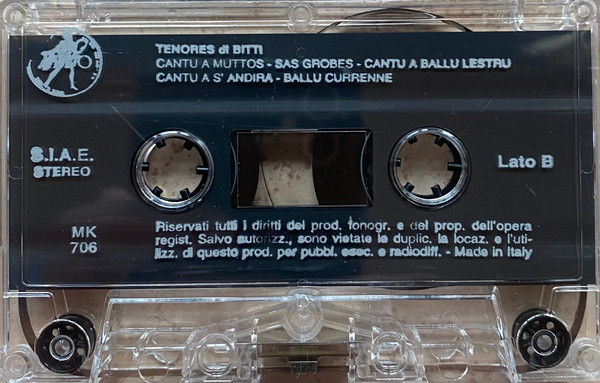 TENORES di BITTI
CANTU A MUTTOS - SAS GROBES - CANTU A BALLU LESTRU
CANTU A S' ANDIRA - BALLU CURRENNE
S.I.A.E.
STEREO
Lato B
MK
706
Riservati tutti i diritti del prod. fonogr. e del prop. dell'opera
regist. Salvo autorizz., sono vietate le duplic. la locaz. e l'uti-
lizz. di questo prod. per pubbl. esec. e radiodiff. - Made in Italy